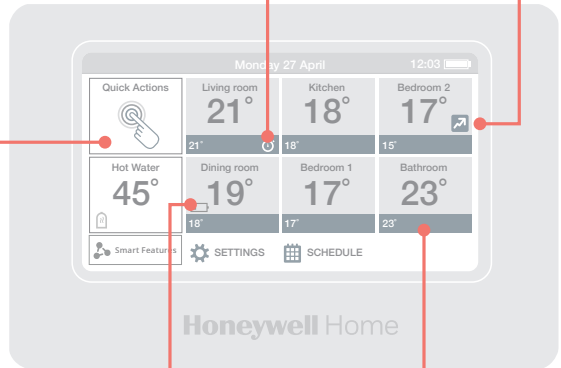 Monday 27 April 12:03
Quick Actions
Living room
21°
21°
Kitchen
18°
18°
Bedroom 2
17°
15°
Hot Water
45°
Dining room
19°
18°
Bedroom 1
17°
17°
Bathroom
23°
23°
Smart Features
SETTINGS
SCHEDULE
Honeywell Home